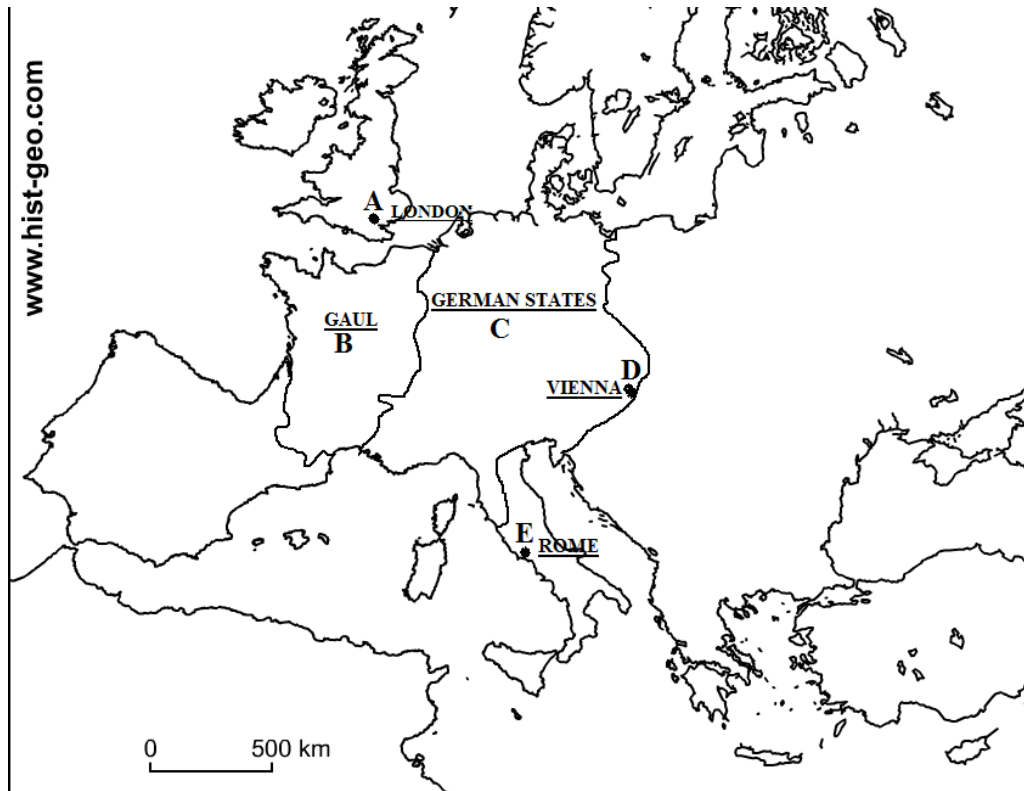 www.hist-geo.com
A
LONDON
GERMAN STATES
C
GAUL
B
D
VIENNA
E
ROME
0 500 km